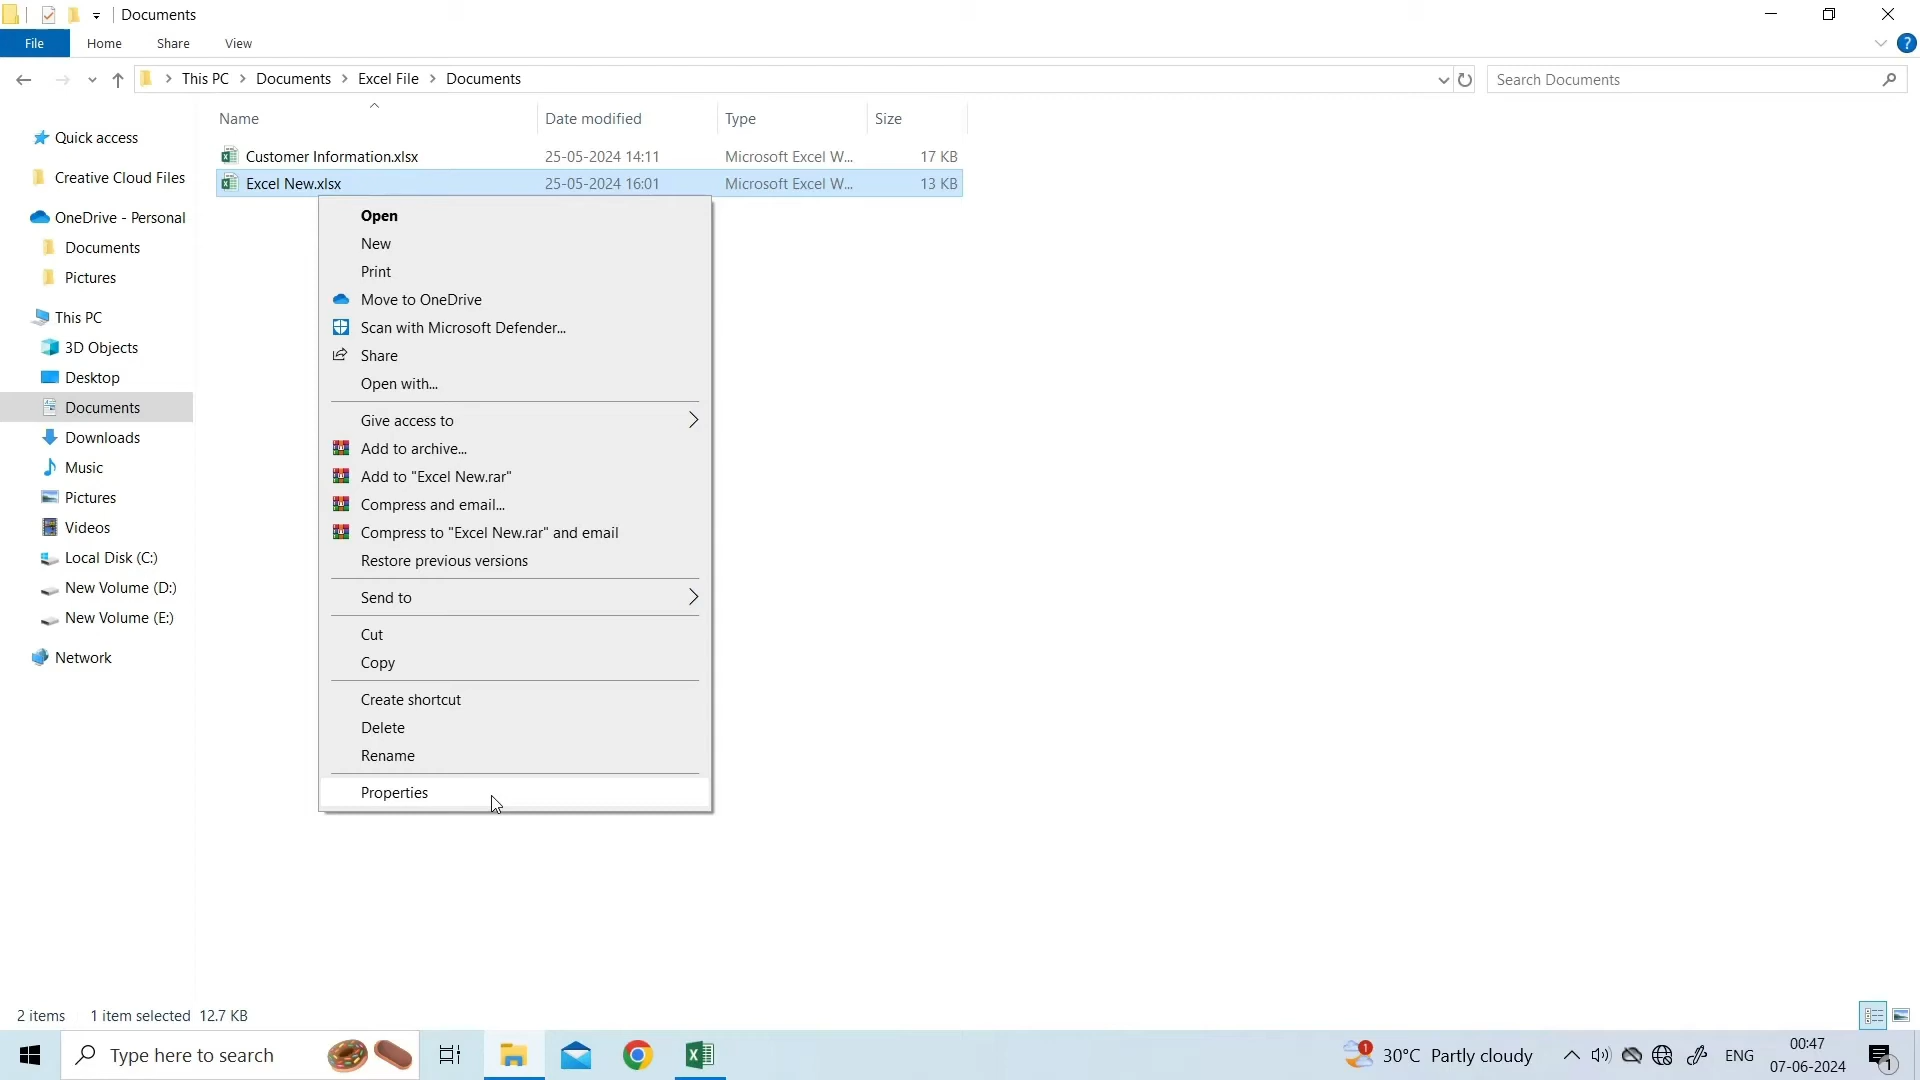 Documents
File Home Share View
This PC Documents Excel File Documents
Search Documents
Name Date modified Type Size
Customer Information.xlsx 25-05-2024 14:11 Microsoft Excel W... 17 KB
Excel New.xlsx 25-05-2024 16:01 Microsoft Excel W... 13 KB
Quick access
Creative Cloud Files
OneDrive - Personal
Documents
Pictures
This PC
3D Objects
Desktop
Documents
Downloads
Music
Pictures
Videos
Local Disk (C:)
New Volume (D:)
New Volume (E:)
Network
Open
New
Print
Move to OneDrive
Scan with Microsoft Defender...
Share
Open with...
Give access to
Add to archive...
Add to "Excel New.rar"
Compress and email...
Compress to "Excel New.rar" and email
Restore previous versions
Send to
Cut
Copy
Create shortcut
Delete
Rename
Properties
2 items 1 item selected 12.7 KB
Type here to search
1
30°C Partly cloudy
ENG
00:47
07-06-2024
1